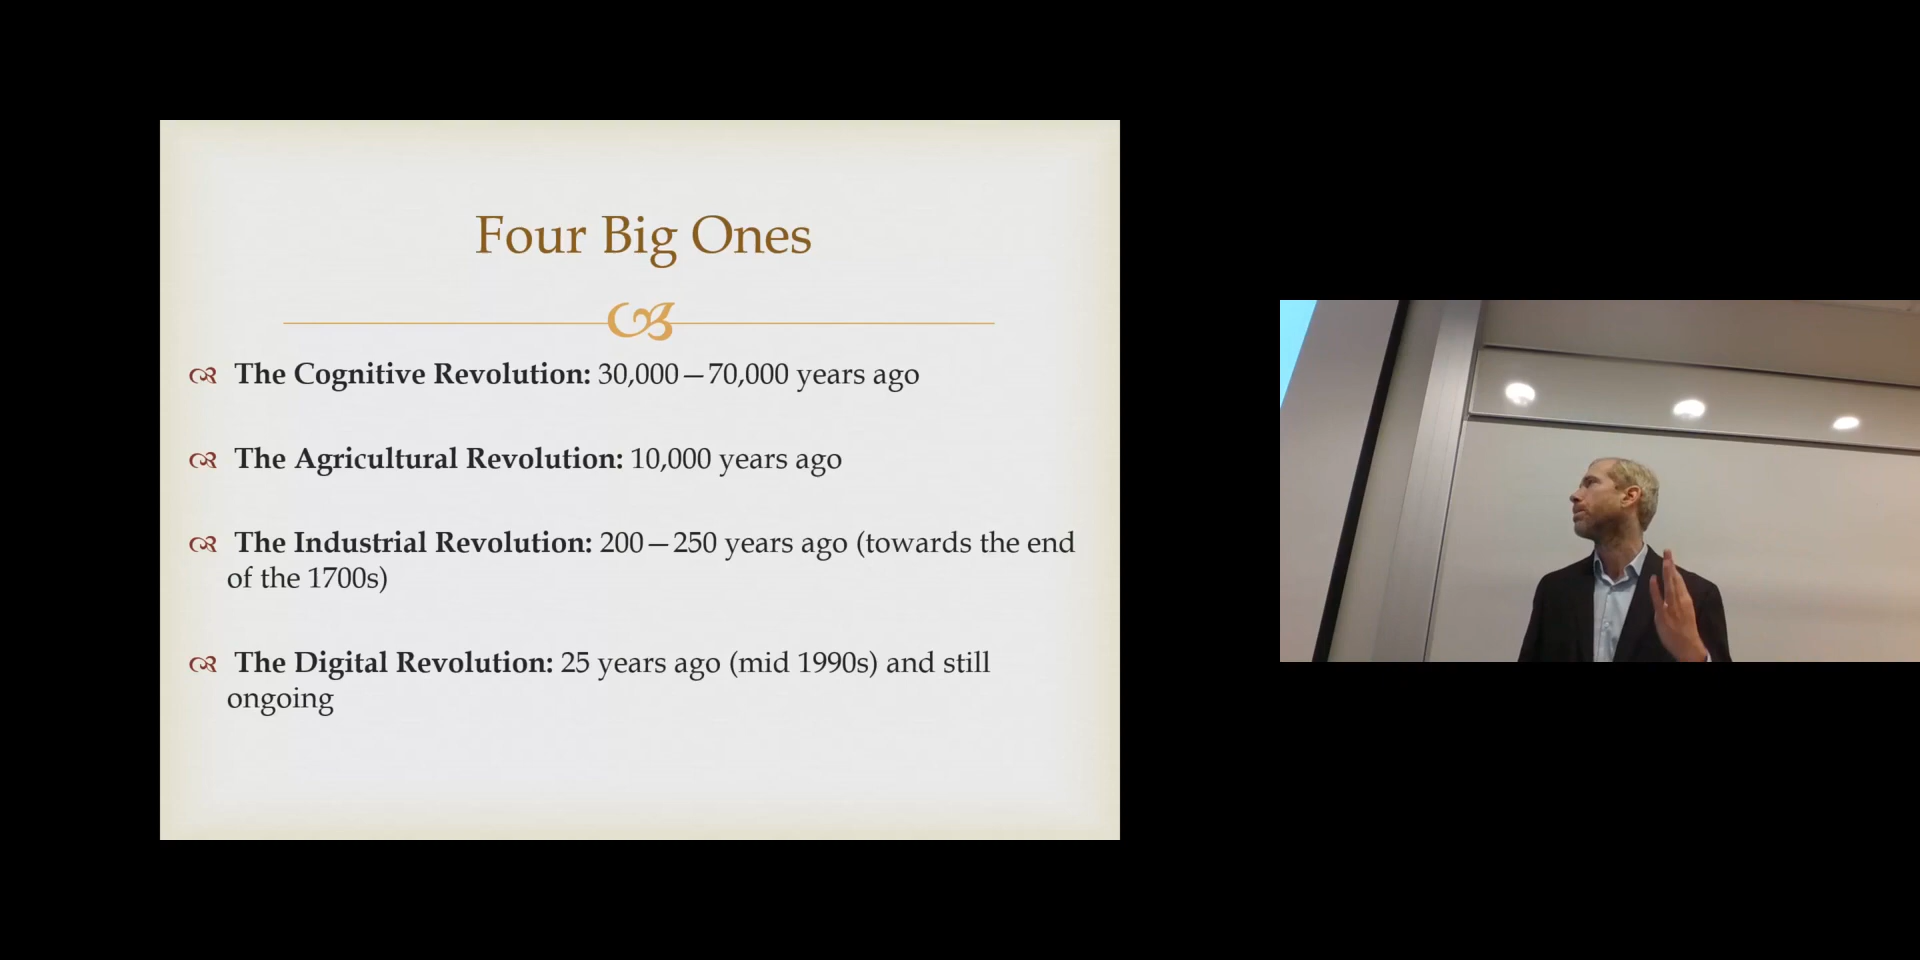 Four Big Ones
The Cognitive Revolution: 30,000—70,000 years ago
The Agricultural Revolution: 10,000 years ago
The Industrial Revolution: 200—250 years ago (towards the end
of the 1700s)
The Digital Revolution: 25 years ago (mid 1990s) and still
ongoing